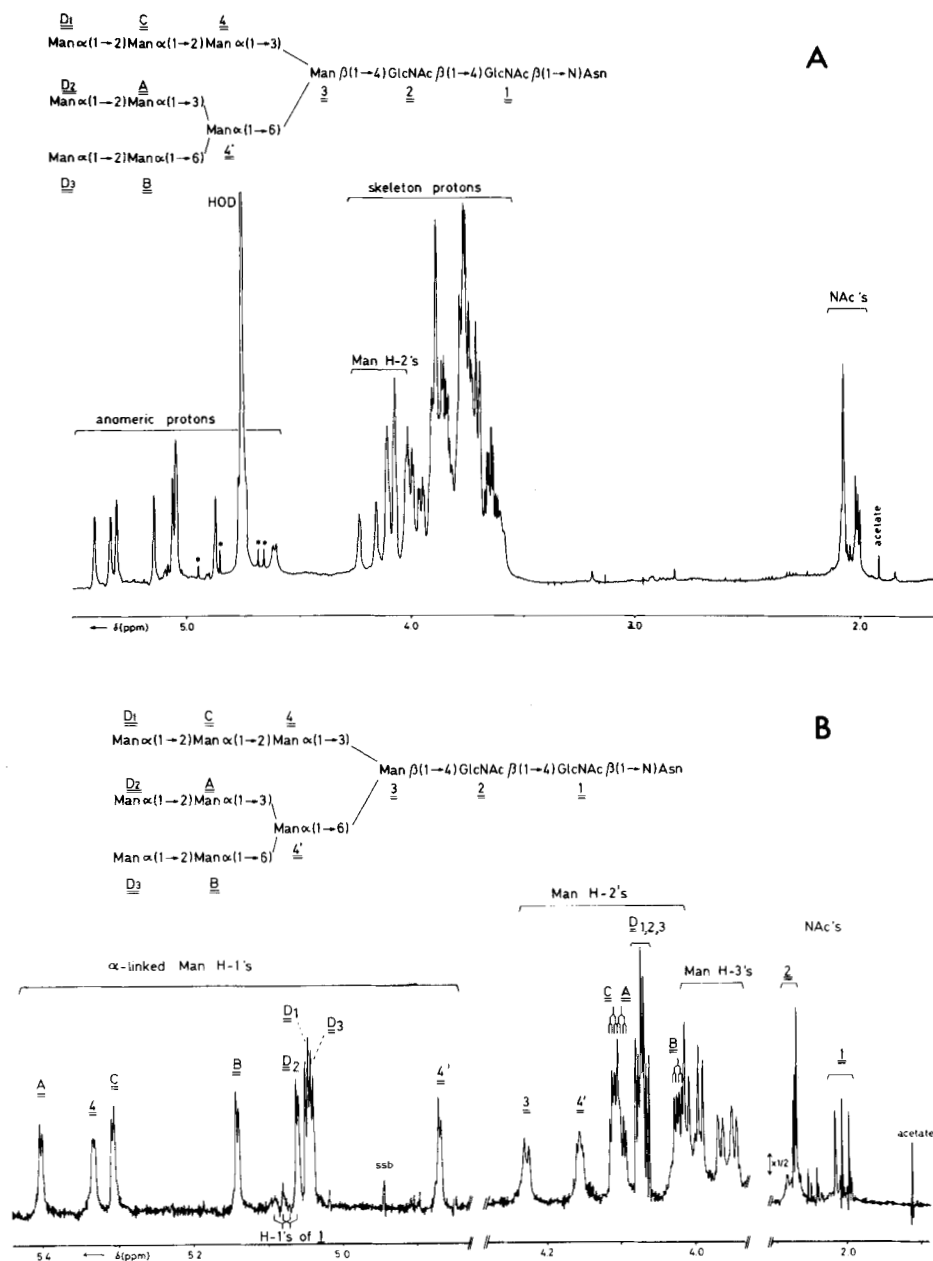 A
D1 C 4
Manα(1→2)Manα(1→2)Manα(1→3)
Manβ(1→4)GlcNAcβ(1→4)GlcNAcβ(1→N)Asn
3 2 1
D2 A
Manα(1→2)Manα(1→3)
Manα(1→6)
4'
Manα(1→2)Manα(1→6)
D3 B
HOD
skeleton protons
NAc's
Man H-2's
anomeric protons
acetate
← δ(ppm) 5.0 4.0 3.0 2.0
B
D1 C 4
Manα(1→2)Manα(1→2)Manα(1→3)
Manβ(1→4)GlcNAcβ(1→4)GlcNAcβ(1→N)Asn
3 2 1
D2 A
Manα(1→2)Manα(1→3)
Manα(1→6)
4'
Manα(1→2)Manα(1→6)
D3 B
Man H-2's
D1,2,3
NAc's
α-linked Man H-1's
Man H-3's
2
C A
D1 D3
B
D2
A 4 C B 4'
3 4'
1
ssb
acetate
x1/2
H-1's of 1
5.4 ← δ(ppm) 5.2 5.0 4.2 4.0 2.0